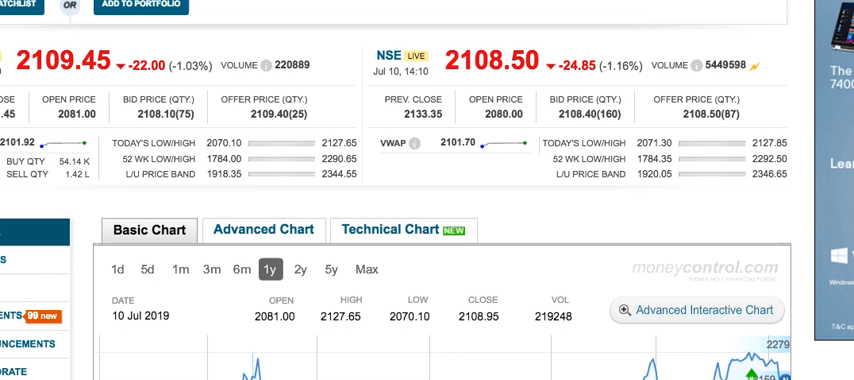 OR
ADD TO PORTFOLIO
2109.45 -22.00 (-1.03%) VOLUME 220889
NSE LIVE
Jul 10, 14:10
2108.50 -24.85 (-1.16%) VOLUME 5449598
OPEN PRICE BID PRICE (QTY.) OFFER PRICE (QTY.)
2081.00 2108.10(75) 2109.40(25)
PREV. CLOSE OPEN PRICE BID PRICE (QTY.) OFFER PRICE (QTY.)
2133.35 2080.00 2108.40(160) 2108.50(87)
2101.92
BUY QTY 54.14 K
SELL QTY 1.42 L
TODAY'S LOW/HIGH 2070.10 2127.65
52 WK LOW/HIGH 1784.00 2290.65
L/U PRICE BAND 1918.35 2344.55
VWAP 2101.70
TODAY'S LOW/HIGH 2071.30 2127.85
52 WK LOW/HIGH 1784.35 2292.50
L/U PRICE BAND 1920.05 2346.65
Basic Chart Advanced Chart Technical Chart NEW
1d 5d 1m 3m 6m 1y 2y 5y Max
moneycontrol.com
DATE OPEN HIGH LOW CLOSE VOL
10 Jul 2019 2081.00 2127.65 2070.10 2108.95 219248
Advanced Interactive Chart
2279
99 new
The
Windows